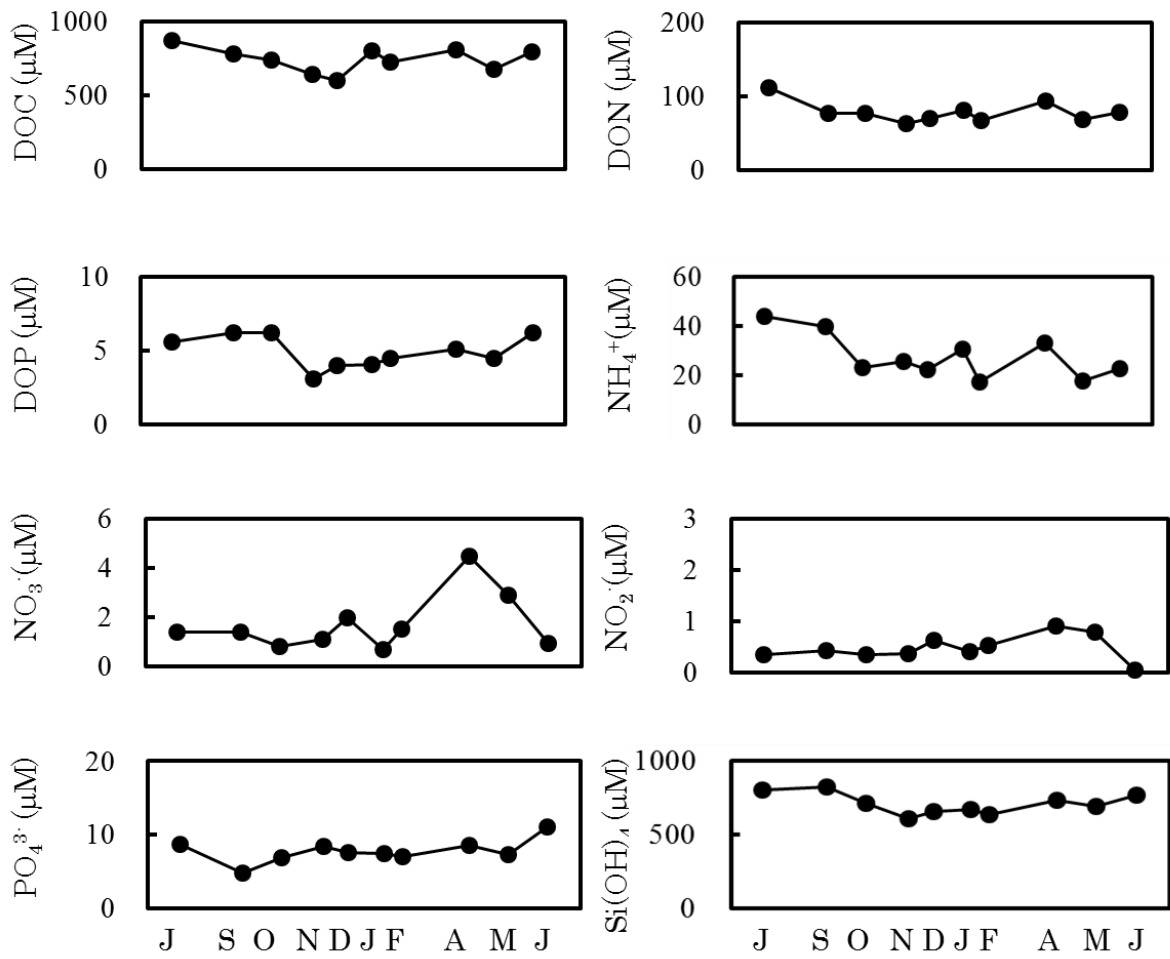 DOC (μM)
1000
500
0
DON (μM)
200
100
0
DOP (μM)
10
5
0
NH₄⁺(μM)
60
40
20
0
NO₃⁻(μM)
6
4
2
0
NO₂⁻(μM)
3
2
1
0
PO₄³⁻ (μM)
20
10
0
J S O N D J F A M J
Si(OH)₄ (μM)
1000
500
0
J S O N D J F A M J